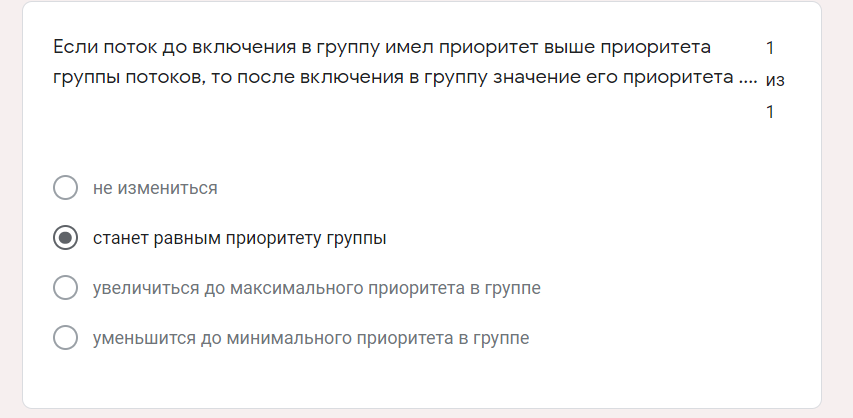 Если поток до включения в группу имел приоритет выше приоритета
группы потоков, то после включения в группу значение его приоритета ....
1
из
1
не измениться
станет равным приоритету группы
увеличиться до максимального приоритета в группе
уменьшится до минимального приоритета в группе